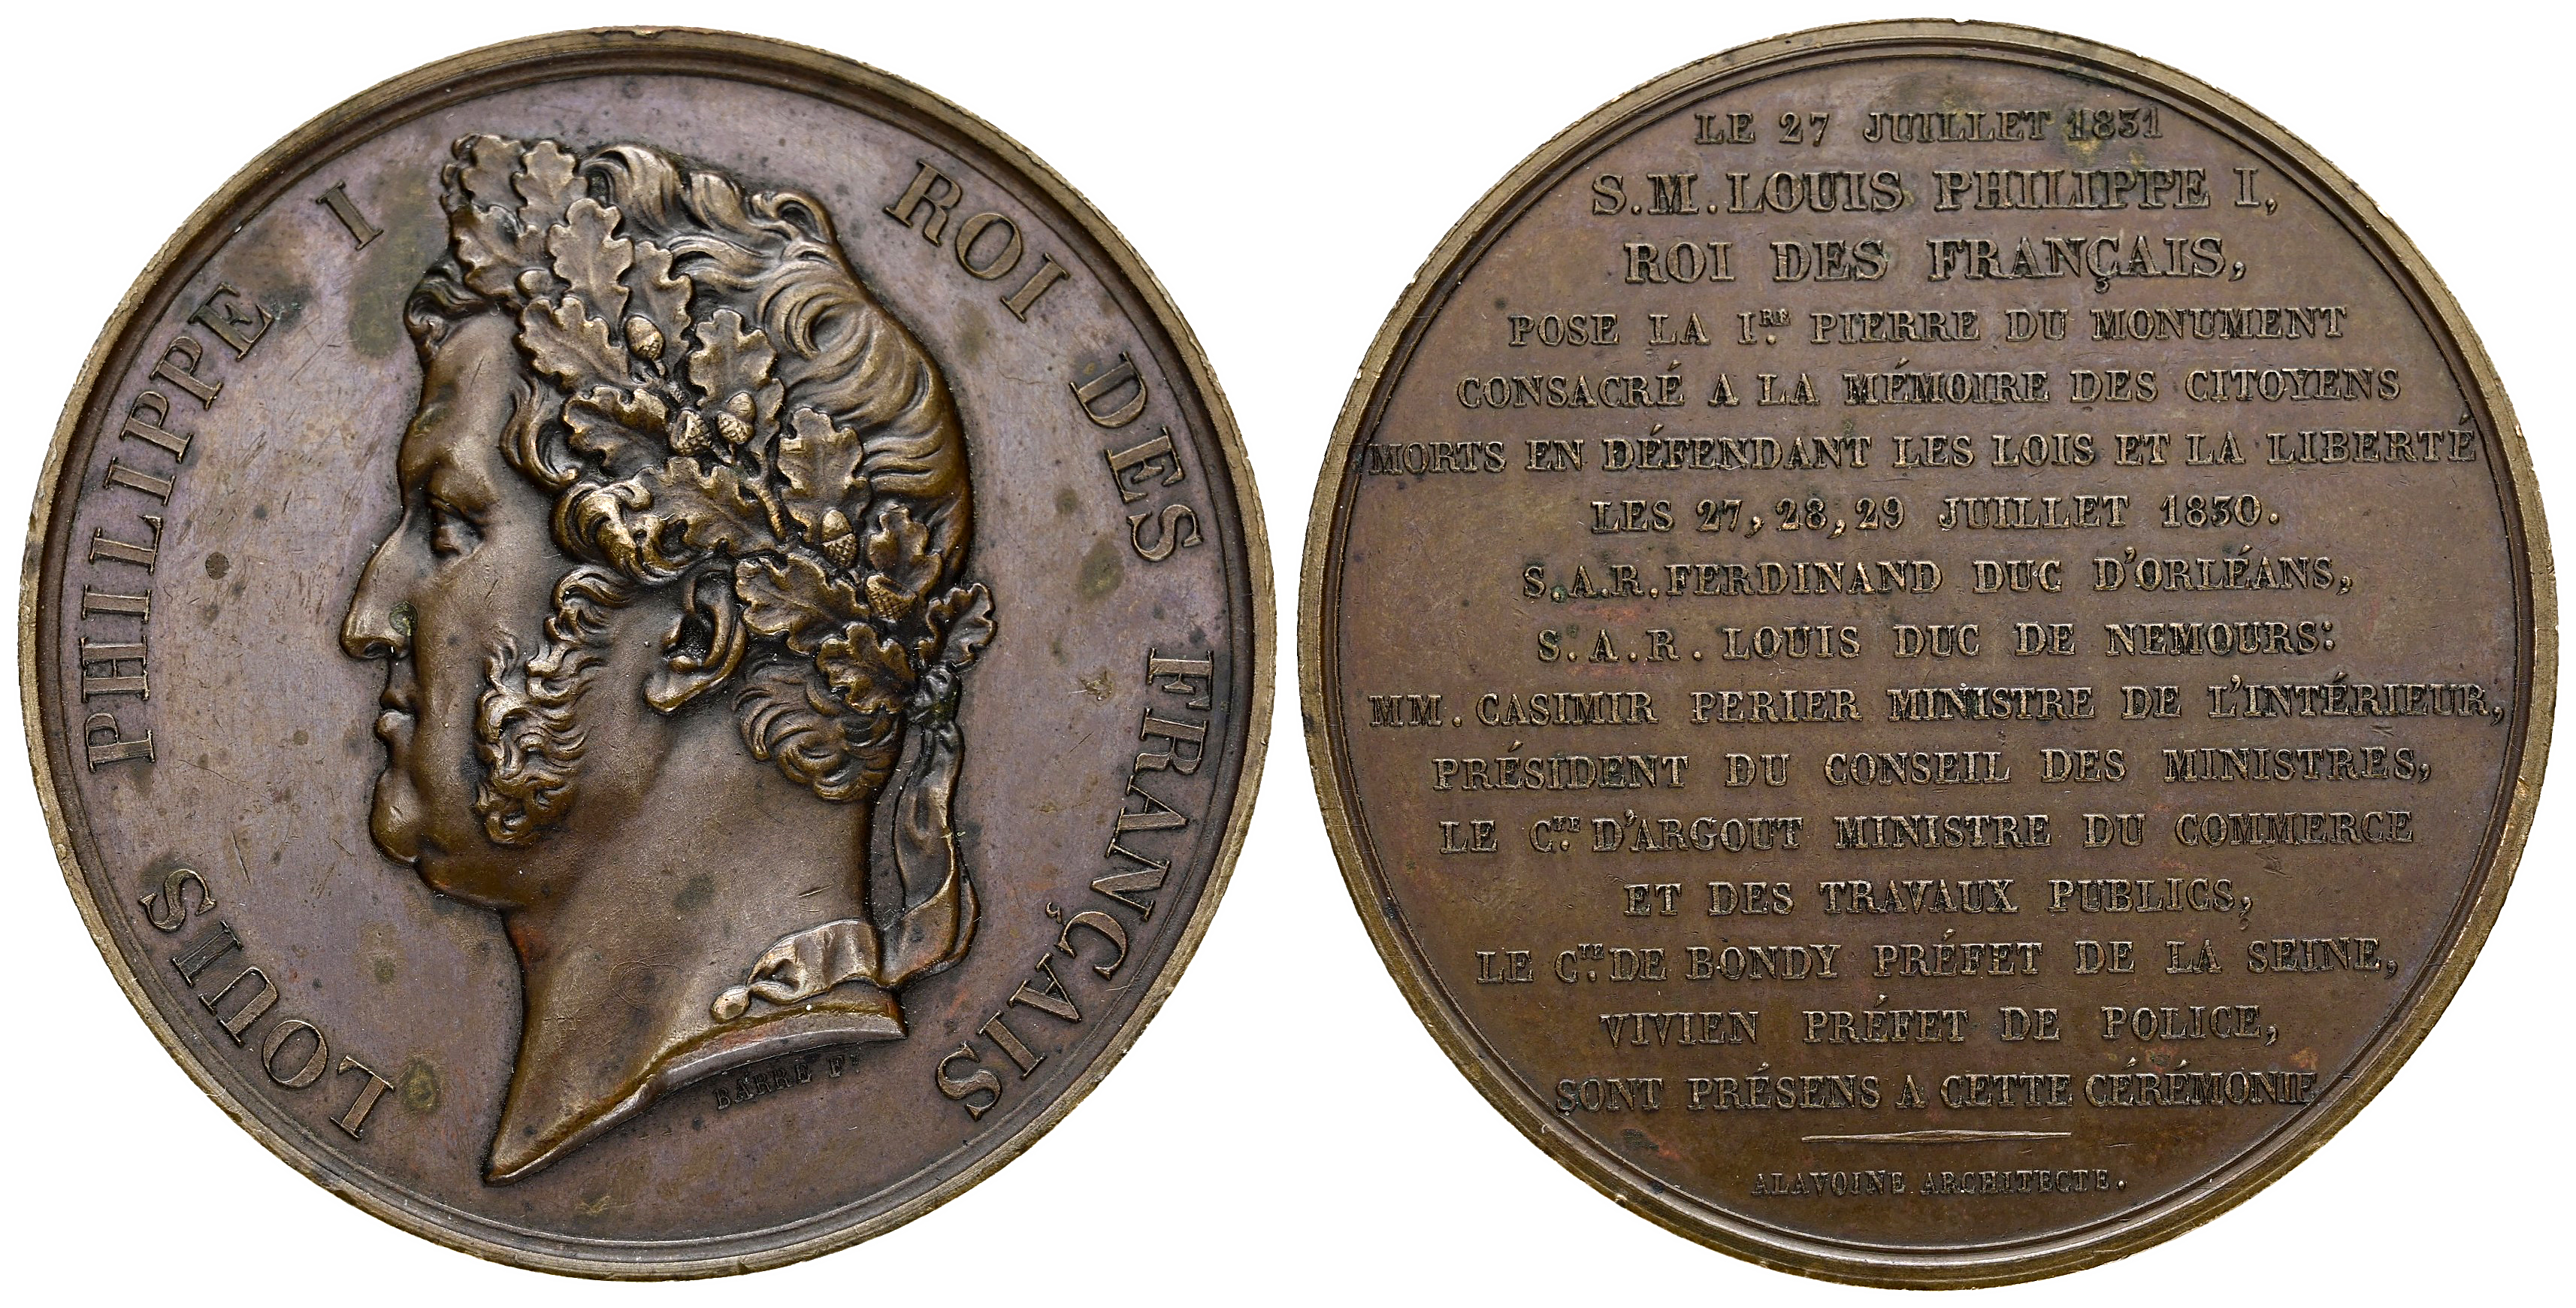 LOUIS PHILIPPE I ROI DES FRANÇAIS
BARRE F.
LE 27 JUILLET 1831
S.M. LOUIS PHILIPPE I,
ROI DES FRANÇAIS,
POSE LA I.RE PIERRE DU MONUMENT
CONSACRÉ A LA MÉMOIRE DES CITOYENS
MORTS EN DÉFENDANT LES LOIS ET LA LIBERTÉ
LES 27, 28, 29 JUILLET 1830.
S.A.R. FERDINAND DUC D'ORLÉANS,
S.A.R. LOUIS DUC DE NEMOURS:
MM. CASIMIR PERIER MINISTRE DE L'INTÉRIEUR,
PRÉSIDENT DU CONSEIL DES MINISTRES,
LE C.TE D'ARGOUT MINISTRE DU COMMERCE
ET DES TRAVAUX PUBLICS,
LE C.TE DE BONDY PRÉFET DE LA SEINE,
VIVIEN PRÉFET DE POLICE,
SONT PRÉSENS A CETTE CÉRÉMONIE
ALAVOINE ARCHITECTE.